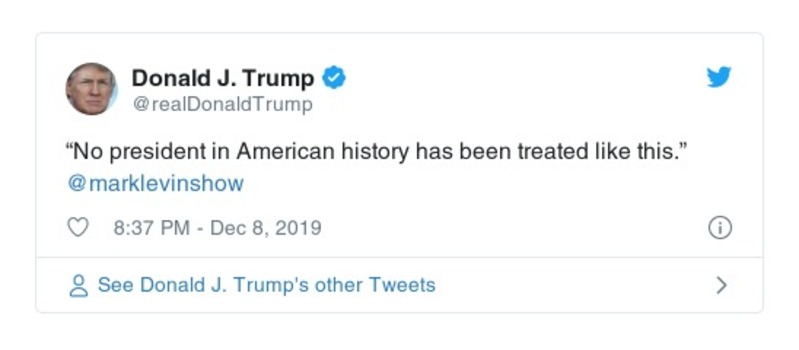 Donald J. Trump
@realDonaldTrump
“No president in American history has been treated like this.”
@marklevinshow
8:37 PM - Dec 8, 2019
See Donald J. Trump's other Tweets